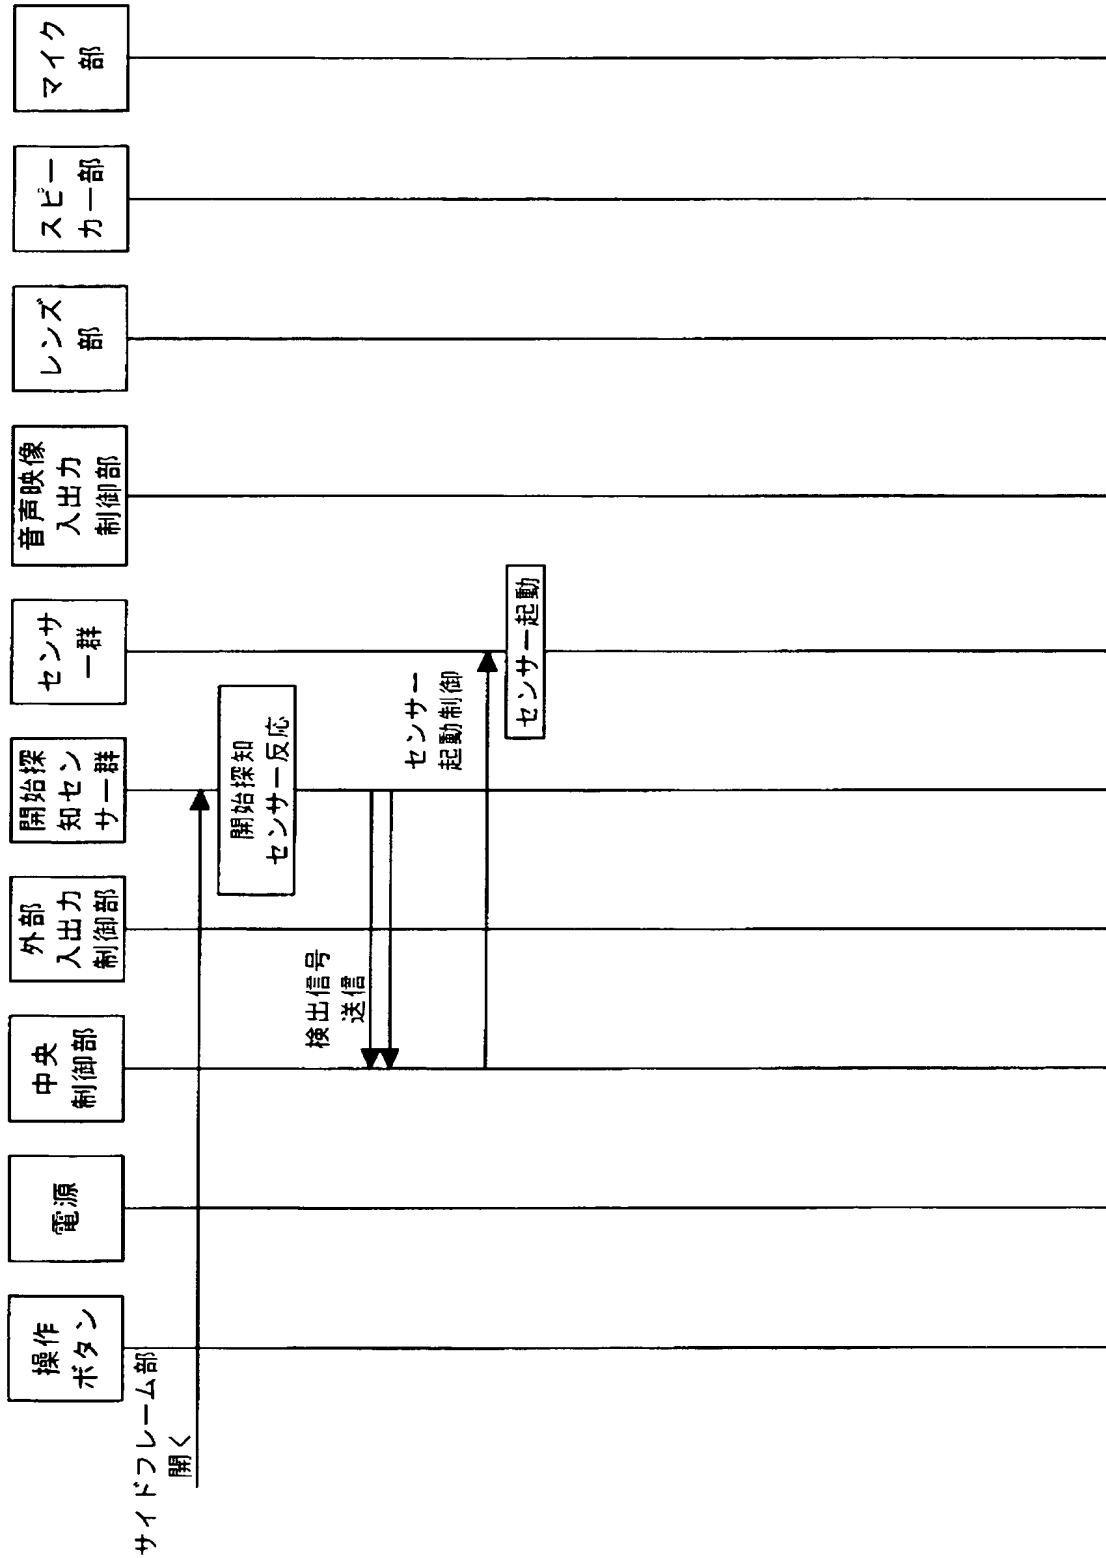 操作
ボタン
電源
中央
制御部
外部
入出力
制御部
開始探
知セン
サー群
センサ
ー群
音声映像
入出力
制御部
レンズ
部
スピー
カー部
マイク
部
サイドフレーム部
開く
開始探知
センサー反応
検出信号
送信
センサー
起動制御
センサー起動